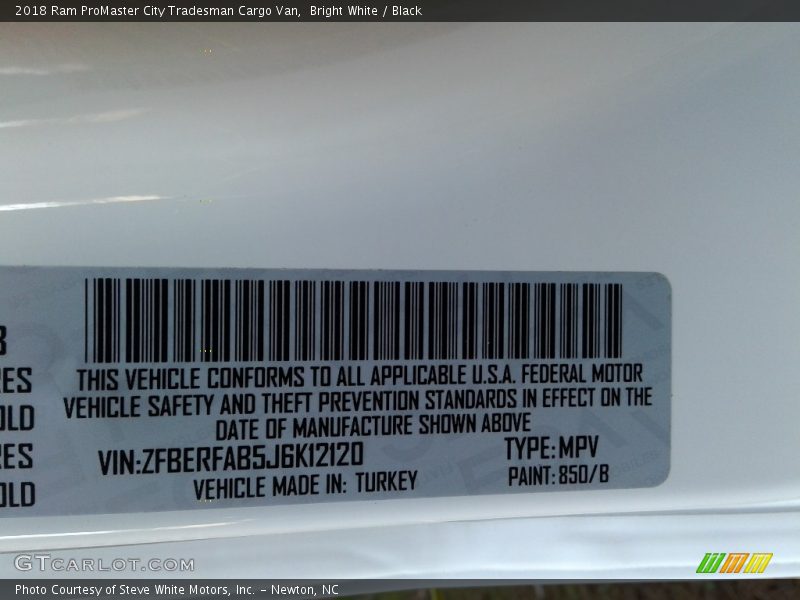 2018 Ram ProMaster City Tradesman Cargo Van, Bright White / Black
THIS VEHICLE CONFORMS TO ALL APPLICABLE U.S.A. FEDERAL MOTOR
VEHICLE SAFETY AND THEFT PREVENTION STANDARDS IN EFFECT ON THE
DATE OF MANUFACTURE SHOWN ABOVE
VIN:ZFBERFAB5J6K12120 TYPE: MPV
VEHICLE MADE IN: TURKEY PAINT: 850/B
RES
OLD
RES
OLD
GTCARLOT.COM
Photo Courtesy of Steve White Motors, Inc. – Newton, NC